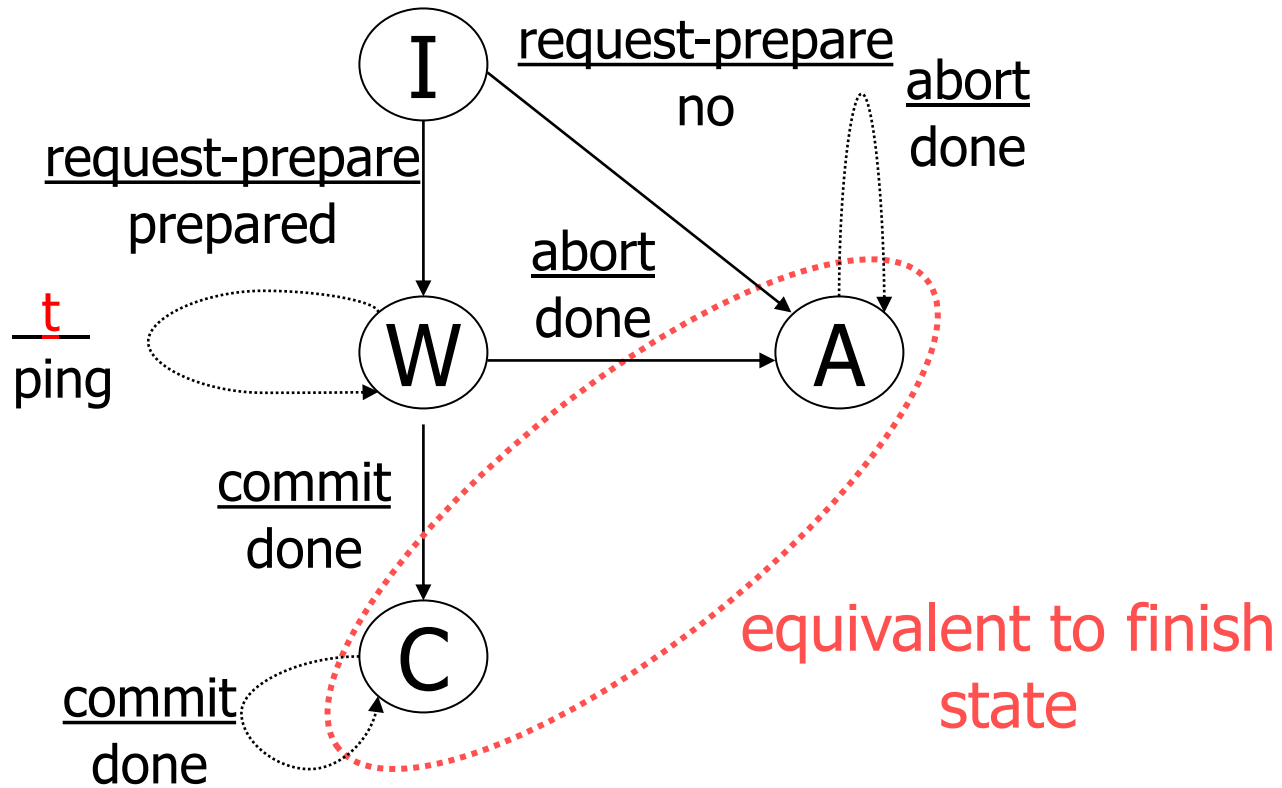 I
request-prepare
no
abort
done
request-prepare
prepared
abort
done
t
ping
W
A
commit
done
C
equivalent to finish
state
commit
done